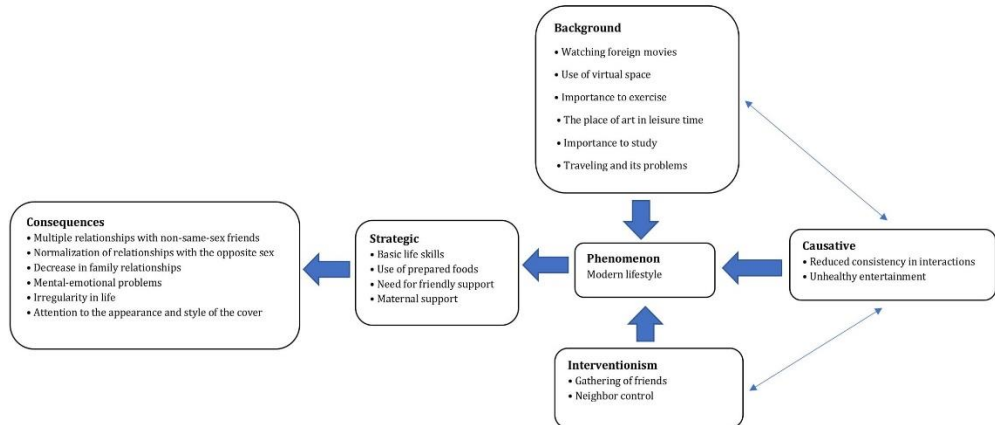 Background
• Watching foreign movies
• Use of virtual space
• Importance to exercise
• The place of art in leisure time
• Importance to study
• Traveling and its problems
Consequences
• Multiple relationships with non-same-sex friends
• Normalization of relationships with the opposite sex
• Decrease in family relationships
• Mental-emotional problems
• Irregularity in life
• Attention to the appearance and style of the cover
Strategic
• Basic life skills
• Use of prepared foods
• Need for friendly support
• Maternal support
Phenomenon
Modern lifestyle
Causative
• Reduced consistency in interactions
• Unhealthy entertainment
Interventionism
• Gathering of friends
• Neighbor control